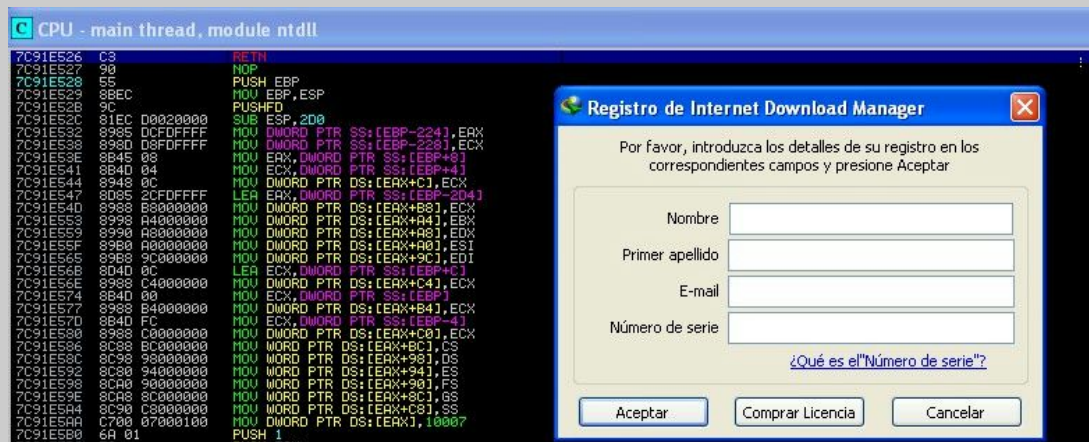 C CPU - main thread, module ntdll
7C91E526 C3 RETN
7C91E527 90 NOP
7C91E528 55 PUSH EBP
7C91E529 8BEC MOV EBP,ESP
7C91E52B 9C PUSHFD
7C91E52C 81EC D0020000 SUB ESP,2D0
7C91E532 8985 DCFDFFFF MOV DWORD PTR SS:[EBP-224],EAX
7C91E538 898D D8FDFFFF MOV DWORD PTR SS:[EBP-228],ECX
7C91E53E 8B45 08 MOV EAX,DWORD PTR SS:[EBP+8]
7C91E541 8B4D 04 MOV ECX,DWORD PTR SS:[EBP+4]
7C91E544 8948 0C MOV DWORD PTR DS:[EAX+C],ECX
7C91E547 8D85 2CFDFFFF LEA EAX,DWORD PTR SS:[EBP-2D4]
7C91E54D 8988 B8000000 MOV DWORD PTR DS:[EAX+B8],ECX
7C91E553 8998 A4000000 MOV DWORD PTR DS:[EAX+A4],EBX
7C91E559 8990 A8000000 MOV DWORD PTR DS:[EAX+A8],EDX
7C91E55F 89B0 A0000000 MOV DWORD PTR DS:[EAX+A0],ESI
7C91E565 89B8 9C000000 MOV DWORD PTR DS:[EAX+9C],EDI
7C91E56B 8D4D 0C LEA ECX,DWORD PTR SS:[EBP+C]
7C91E56E 8988 C4000000 MOV DWORD PTR DS:[EAX+C4],ECX
7C91E574 8B4D 00 MOV ECX,DWORD PTR SS:[EBP]
7C91E577 8988 B4000000 MOV DWORD PTR DS:[EAX+B4],ECX
7C91E57D 8B4D FC MOV ECX,DWORD PTR SS:[EBP-4]
7C91E580 8988 C0000000 MOV DWORD PTR DS:[EAX+C0],ECX
7C91E586 8C88 BC000000 MOV WORD PTR DS:[EAX+BC],CS
7C91E58C 8C98 98000000 MOV WORD PTR DS:[EAX+98],DS
7C91E592 8C80 94000000 MOV WORD PTR DS:[EAX+94],ES
7C91E598 8CA0 90000000 MOV WORD PTR DS:[EAX+90],FS
7C91E59E 8CA8 8C000000 MOV WORD PTR DS:[EAX+8C],GS
7C91E5A4 8C90 C8000000 MOV WORD PTR DS:[EAX+C8],SS
7C91E5AA C700 07000100 MOV DWORD PTR DS:[EAX],10007
7C91E5B0 6A 01 PUSH 1
Registro de Internet Download Manager
Por favor, introduzca los detalles de su registro en los
correspondientes campos y presione Aceptar
Nombre
Primer apellido
E-mail
Número de serie
¿Qué es el"Número de serie"?
Aceptar Comprar Licencia Cancelar